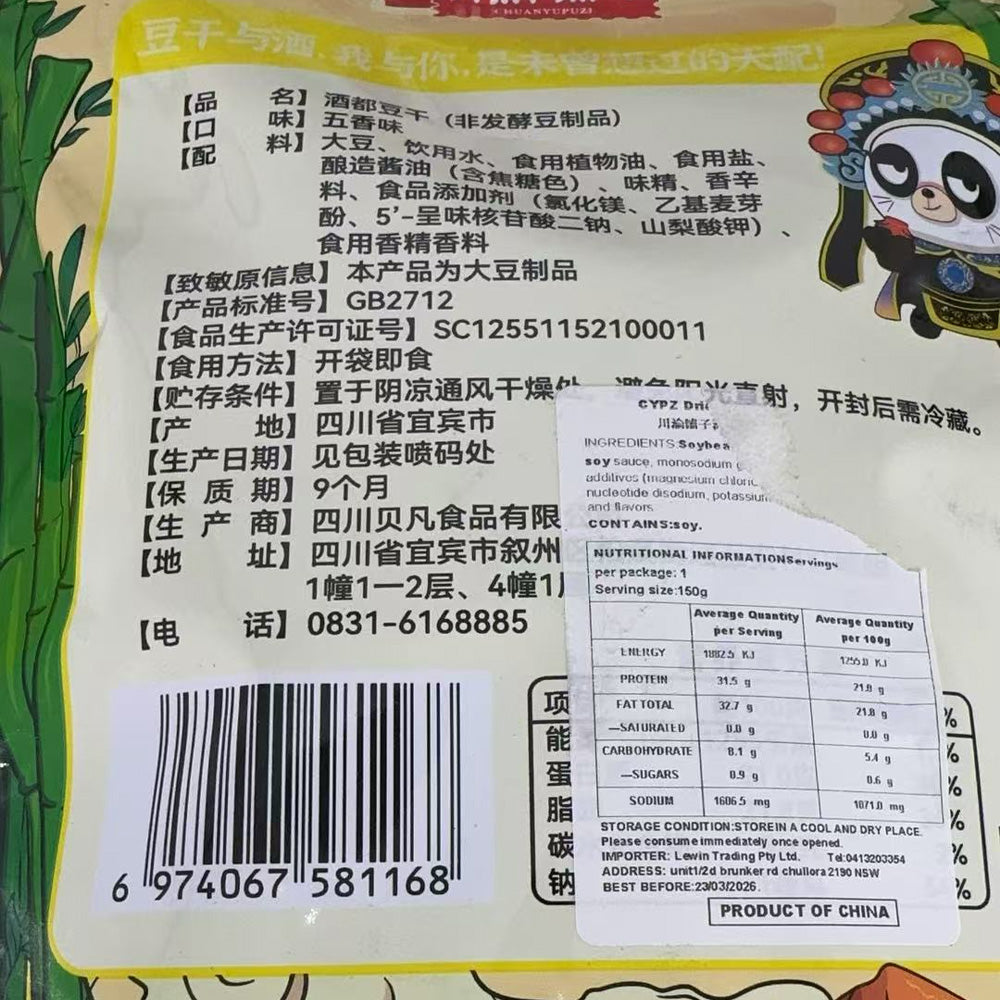 CHUANYUPUZI
豆干与酒,我与你,是未曾想过的天配!
【品 名】酒都豆干（非发酵豆制品）
【口 味】五香味
【配 料】大豆、饮用水、食用植物油、食用盐、
酿造酱油（含焦糖色）、味精、香辛
料、食品添加剂（氯化镁、乙基麦芽
酚、5’-呈味核苷酸二钠、山梨酸钾）、
食用香精香料
【致敏原信息】本产品为大豆制品
【产品标准号】GB2712
【食品生产许可证号】SC12551152100011
【食用方法】开袋即食
【贮存条件】置于阴凉通风干燥处，避免阳光直射，开封后需冷藏。
【产 地】四川省宜宾市
【生产日期】见包装喷码处
【保 质 期】9个月
【生 产 商】四川贝凡食品有限
【地 址】四川省宜宾市叙州
1幢1—2层、4幢1
【电 话】0831-6168885
6 974067 581168
项
能
蛋
脂
碳
钠
%
%
%
%
%
%
CYPZ
川渝铺子
INGREDIENTS:Soybea
soy sauce, monosodium
additives (magnesium chloric
nucleotide disodium, potassium
and flavors
CONTAINS:soy.
NUTRITIONAL INFORMATIONServings
per package: 1
Serving size:150g
Average Quantity per Serving Average Quantity per 100g
ENERGY 1882.5 KJ 1255.0 KJ
PROTEIN 31.5 g 21.0 g
FAT TOTAL 32.7 g 21.8 g
—SATURATED 0.0 g 0.0 g
CARBOHYDRATE 8.1 g 5.4 g
—SUGARS 0.9 g 0.6 g
SODIUM 1606.5 mg 1071.0 mg
STORAGE CONDITION:STORE IN A COOL AND DRY PLACE.
Please consume immediately once opened.
IMPORTER: Lewin Trading Pty Ltd. Tel:0413203354
ADDRESS: unit1/2d brunker rd chullora 2190 NSW
BEST BEFORE:23/03/2026.
PRODUCT OF CHINA